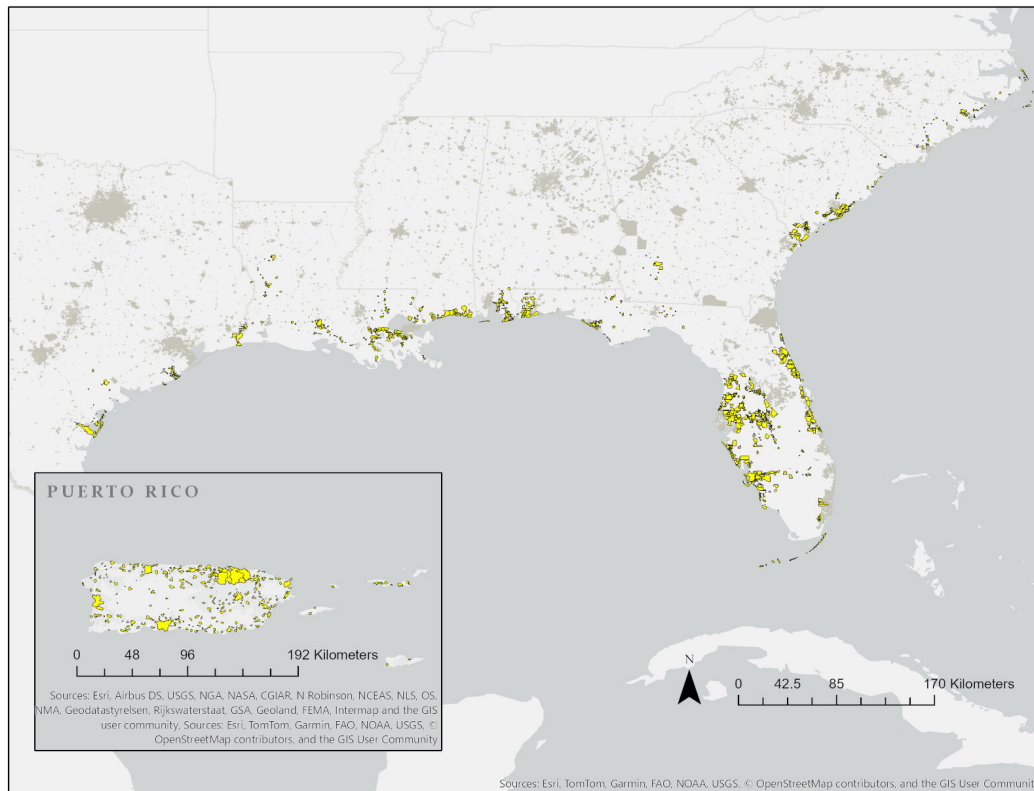 PUERTO RICO
0 48 96 192 Kilometers
Sources: Esri, Airbus DS, USGS, NGA, NASA, CGIAR, N Robinson, NCEAS, NLS, OS,
NMA, Geodatastyrelsen, Rijkswaterstaat, GSA, Geoland, FEMA, Intermap and the GIS
user community, Sources: Esri, TomTom, Garmin, FAO, NOAA, USGS, ©
OpenStreetMap contributors, and the GIS User Community
N
0 42.5 85 170 Kilometers
Sources: Esri, TomTom, Garmin, FAO, NOAA, USGS, © OpenStreetMap contributors, and the GIS User Communit